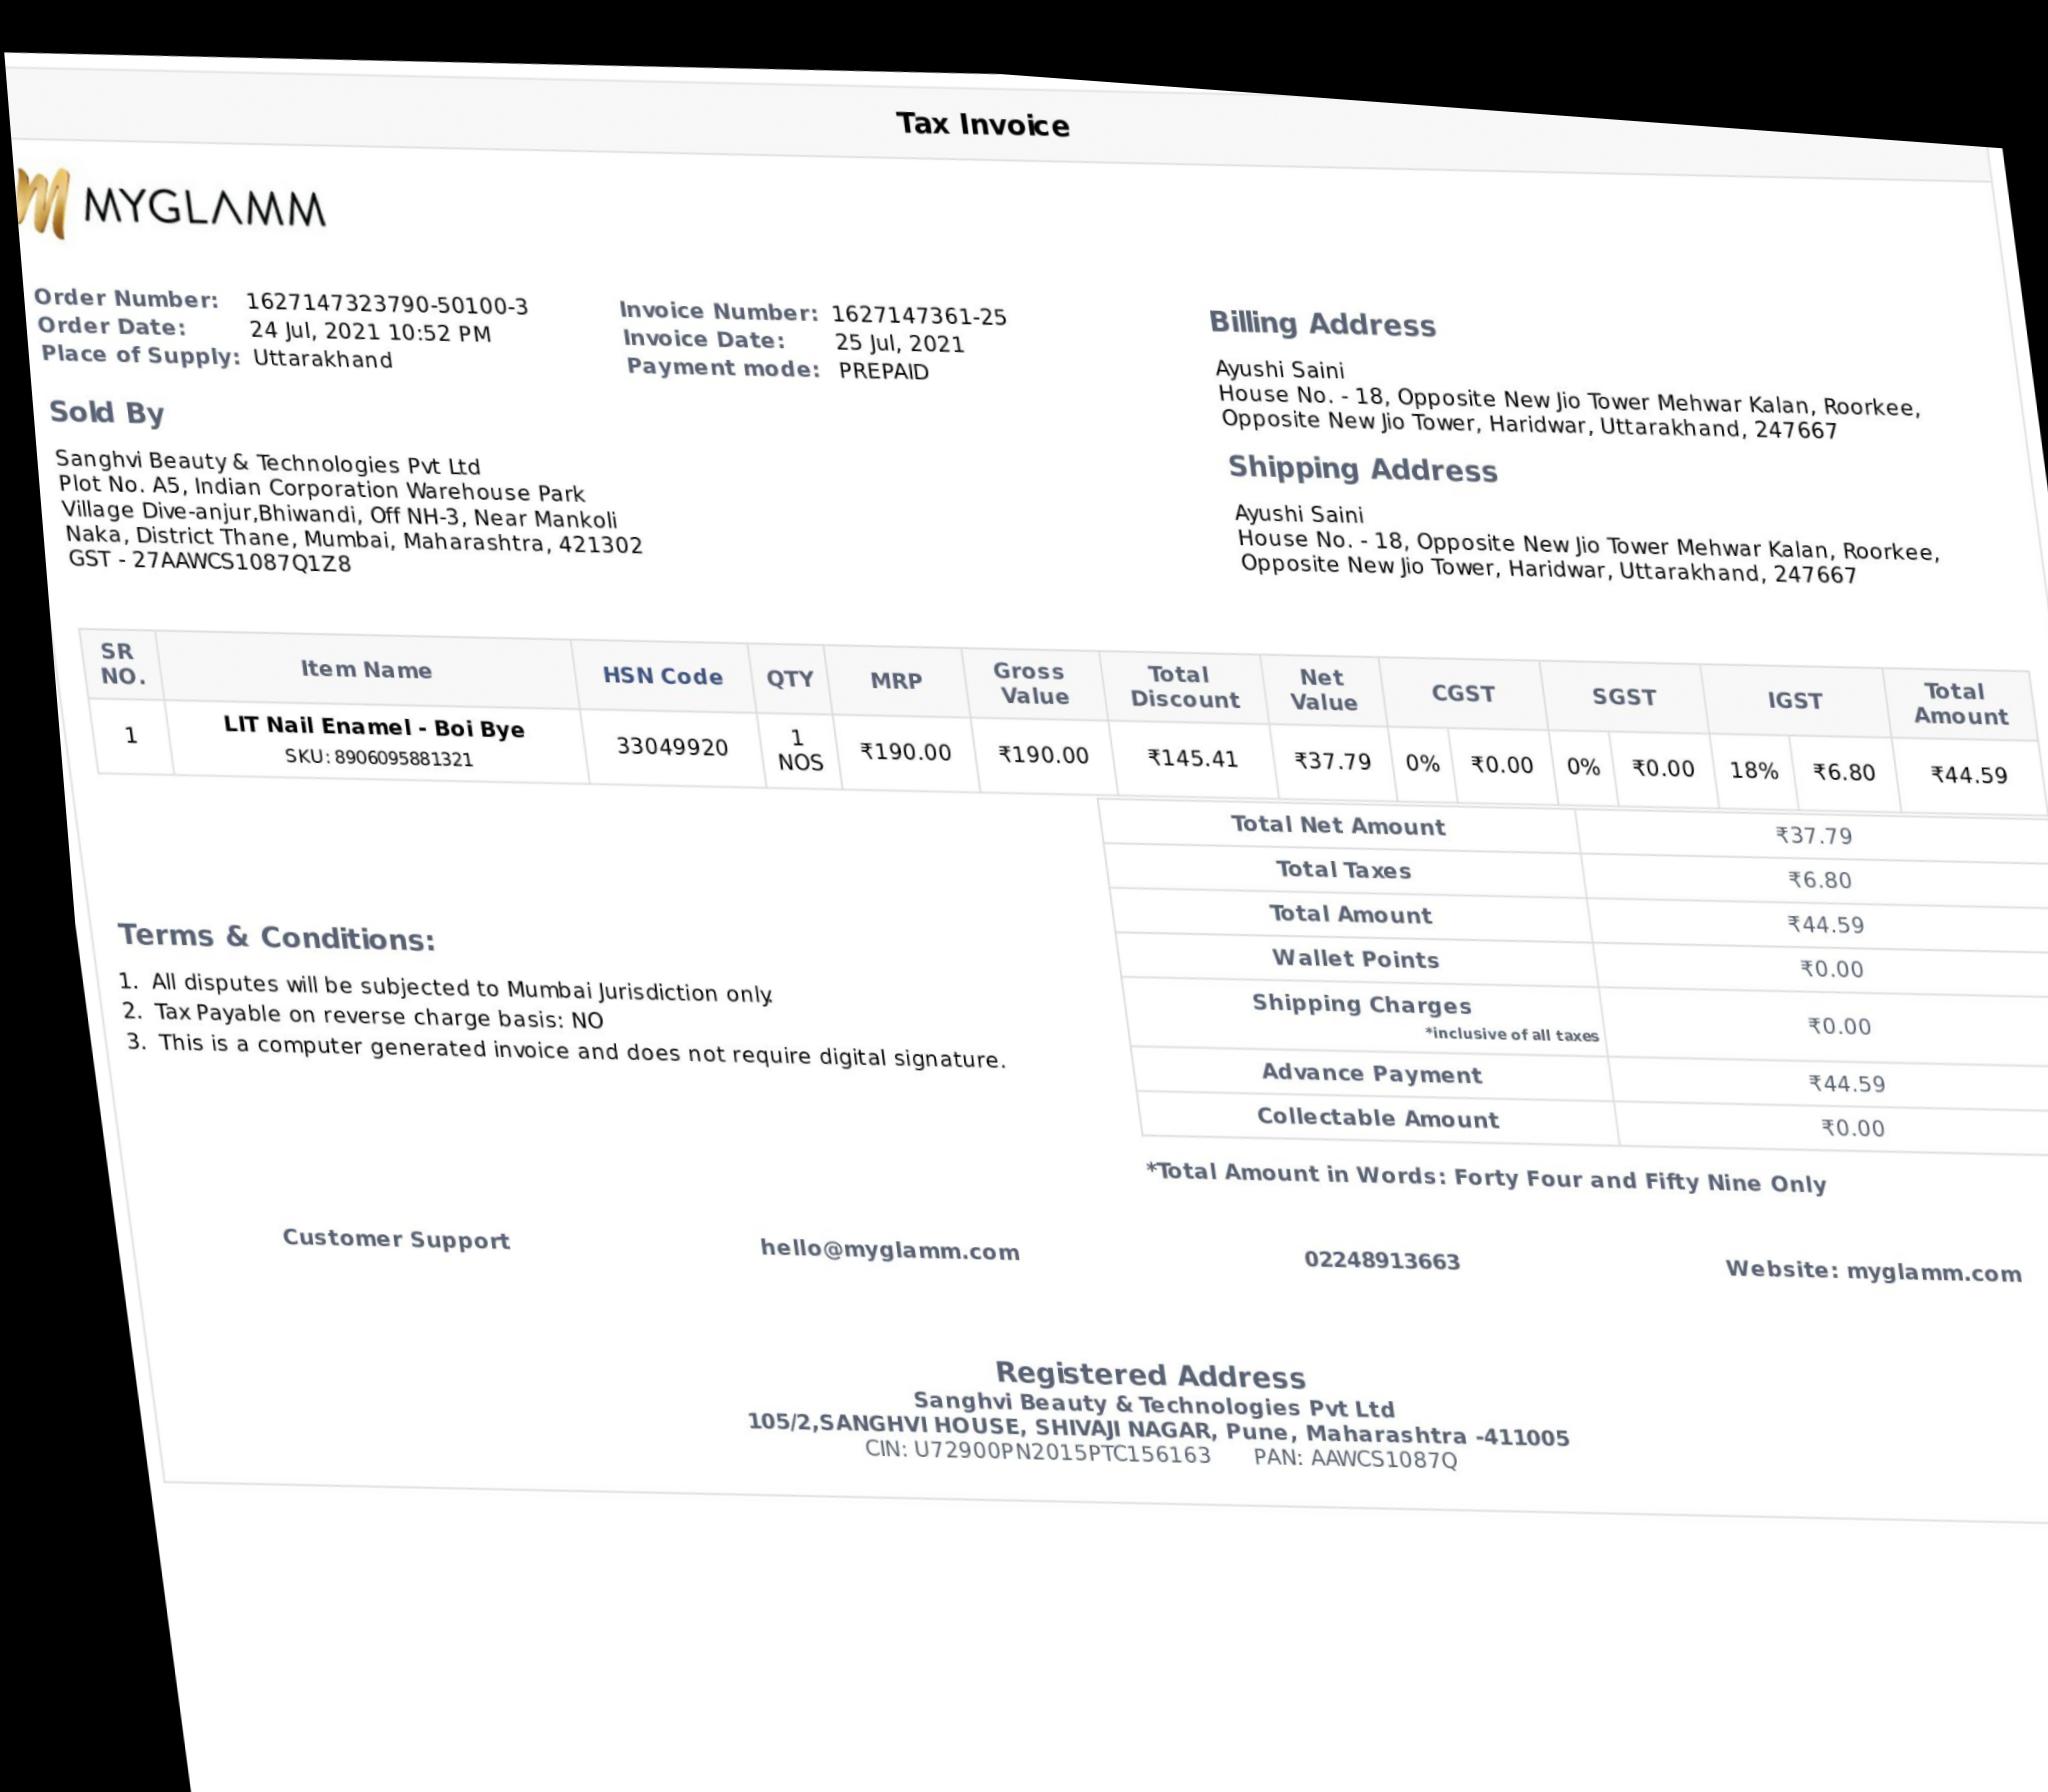 Tax Invoice
MYGLAMM
Order Number: 1627147323790-50100-3
Order Date: 24 Jul, 2021 10:52 PM
Place of Supply: Uttarakhand
Invoice Number: 1627147361-25
Invoice Date: 25 Jul, 2021
Payment mode: PREPAID
Sold By
Sanghvi Beauty & Technologies Pvt Ltd
Plot No. A5, Indian Corporation Warehouse Park
Village Dive-anjur,Bhiwandi, Off NH-3, Near Mankoli
Naka, District Thane, Mumbai, Maharashtra, 421302
GST - 27AAWCS1087Q1Z8
Billing Address
Ayushi Saini
House No. - 18, Opposite New Jio Tower Mehwar Kalan, Roorkee,
Opposite New Jio Tower, Haridwar, Uttarakhand, 247667
Shipping Address
Ayushi Saini
House No. - 18, Opposite New Jio Tower Mehwar Kalan, Roorkee,
Opposite New Jio Tower, Haridwar, Uttarakhand, 247667
SR NO. Item Name HSN Code QTY MRP Gross Value Total Discount Net Value CGST SGST IGST Total Amount
1 LIT Nail Enamel - Boi Bye 33049920 1 NOS ₹190.00 ₹190.00 ₹145.41 ₹37.79 0% ₹0.00 0% ₹0.00 18% ₹6.80 ₹44.59
SKU: 8906095881321
Total Net Amount ₹37.79
Total Taxes ₹6.80
Total Amount ₹44.59
Wallet Points ₹0.00
Shipping Charges ₹0.00
*inclusive of all taxes
Advance Payment ₹44.59
Collectable Amount ₹0.00
*Total Amount in Words: Forty Four and Fifty Nine Only
Terms & Conditions:
1. All disputes will be subjected to Mumbai Jurisdiction only.
2. Tax Payable on reverse charge basis: NO
3. This is a computer generated invoice and does not require digital signature.
Customer Support hello@myglamm.com 02248913663 Website: myglamm.com
Registered Address
Sanghvi Beauty & Technologies Pvt Ltd
105/2,SANGHVI HOUSE, SHIVAJI NAGAR, Pune, Maharashtra -411005
CIN: U72900PN2015PTC156163 PAN: AAWCS1087Q